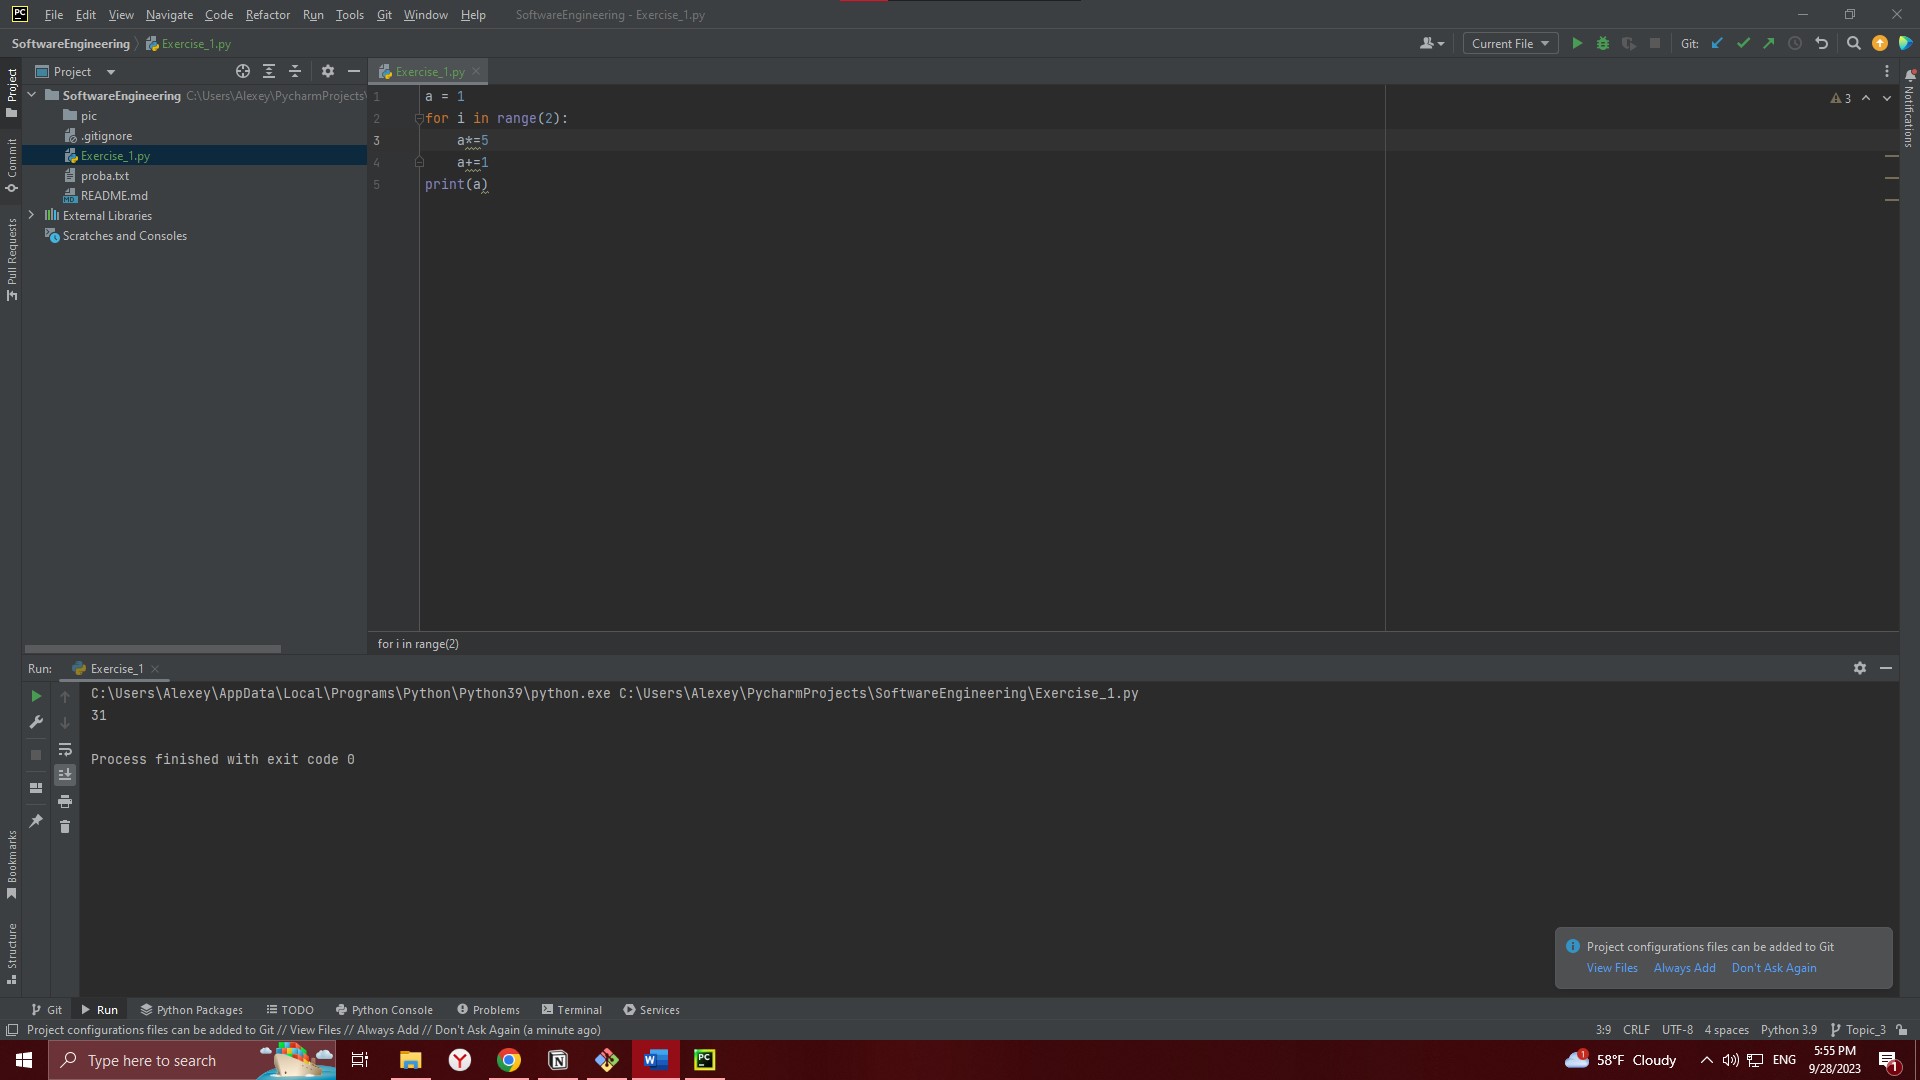 PC File Edit View Navigate Code Refactor Run Tools Git Window Help SoftwareEngineering - Exercise_1.py
SoftwareEngineering Exercise_1.py Current File Git:
Project
Exercise_1.py
SoftwareEngineering C:\Users\Alexey\PycharmProjects\
pic
.gitignore
Exercise_1.py
proba.txt
README.md
External Libraries
Scratches and Consoles
Project
Commit
Pull Requests
Bookmarks
Structure
1 a = 1
2 for i in range(2):
3 a*=5
4 a+=1
5 print(a)
3
Notifications
for i in range(2)
Run: Exercise_1
C:\Users\Alexey\AppData\Local\Programs\Python\Python39\python.exe C:\Users\Alexey\PycharmProjects\SoftwareEngineering\Exercise_1.py
31
Process finished with exit code 0
Project configurations files can be added to Git
View Files Always Add Don't Ask Again
Git Run Python Packages TODO Python Console Problems Terminal Services
Project configurations files can be added to Git // View Files // Always Add // Don't Ask Again (a minute ago) 3:9 CRLF UTF-8 4 spaces Python 3.9 Topic_3
Type here to search
W
PC
1
58°F Cloudy
ENG
5:55 PM
9/28/2023
1